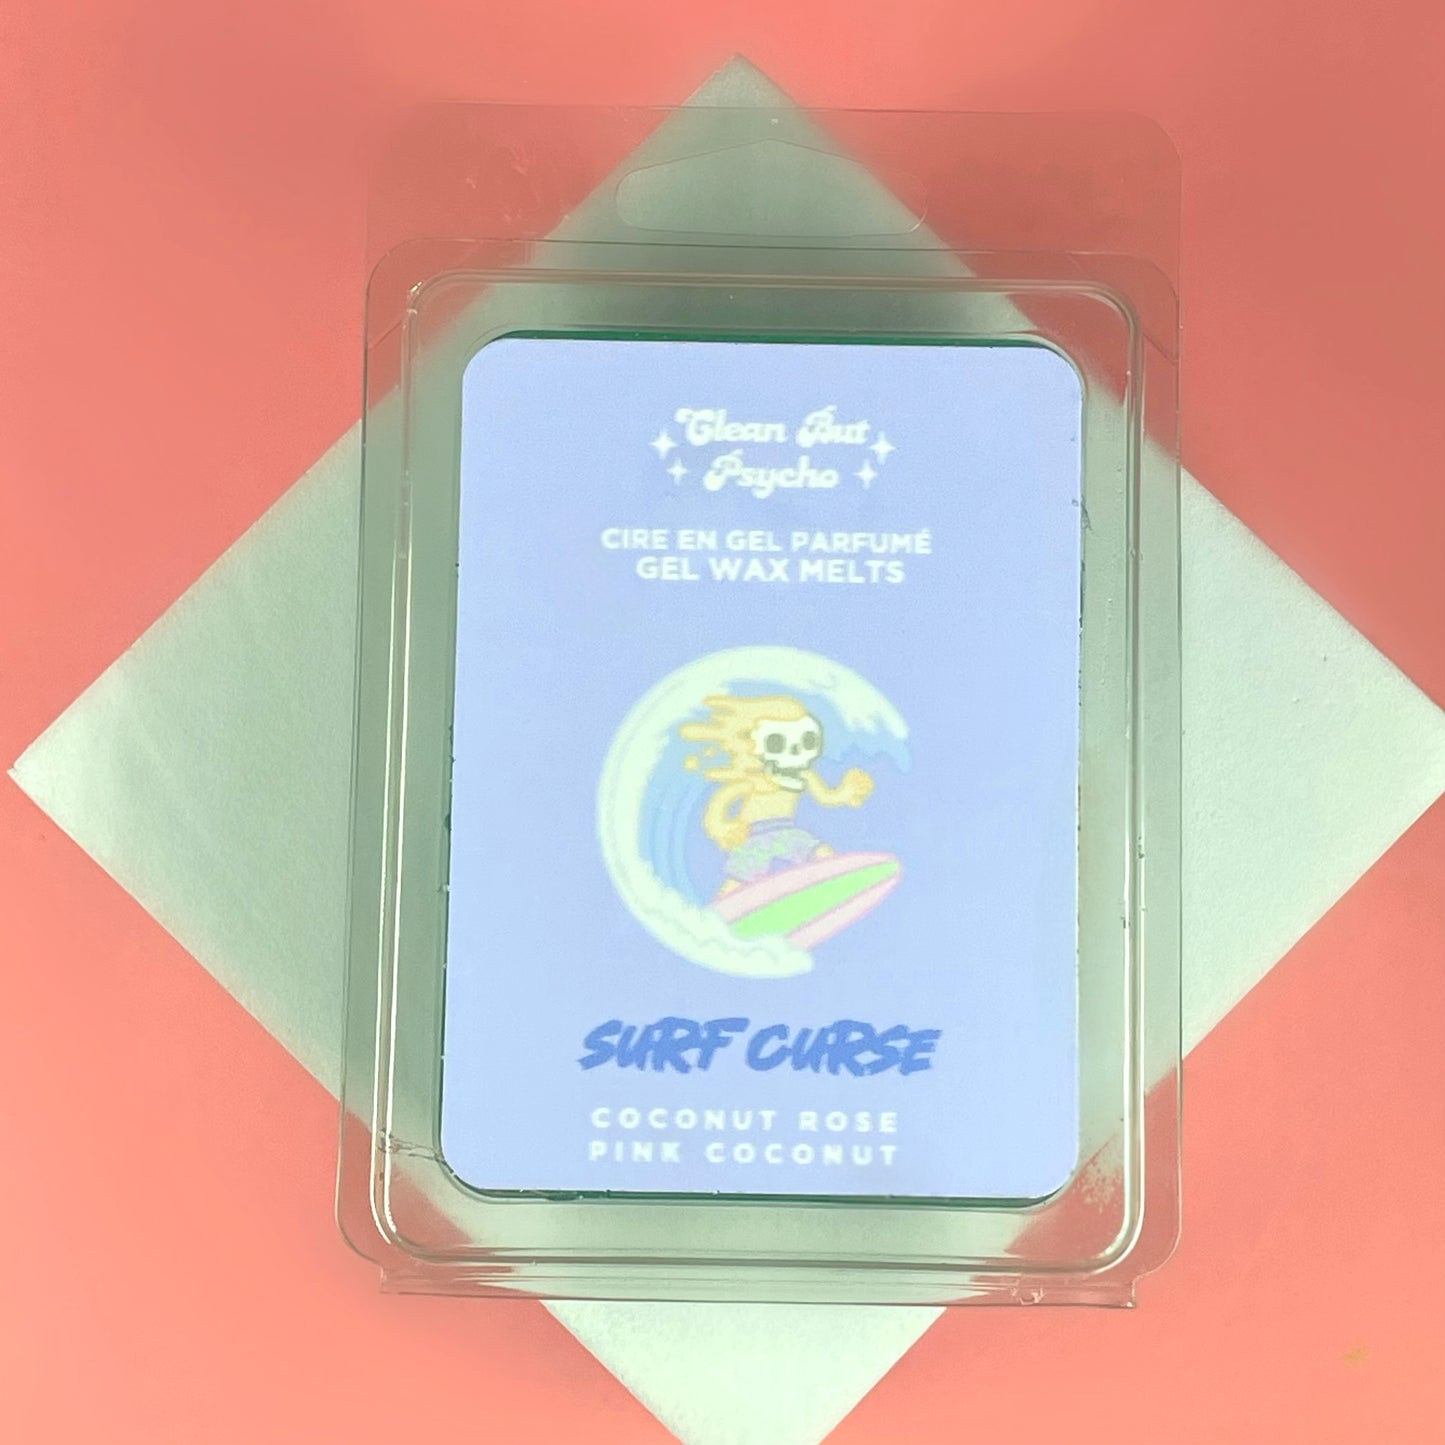 Clean But
Psycho
CIRE EN GEL PARFUMÉ
GEL WAX MELTS
SURF CURSE
COCONUT ROSE
PINK COCONUT